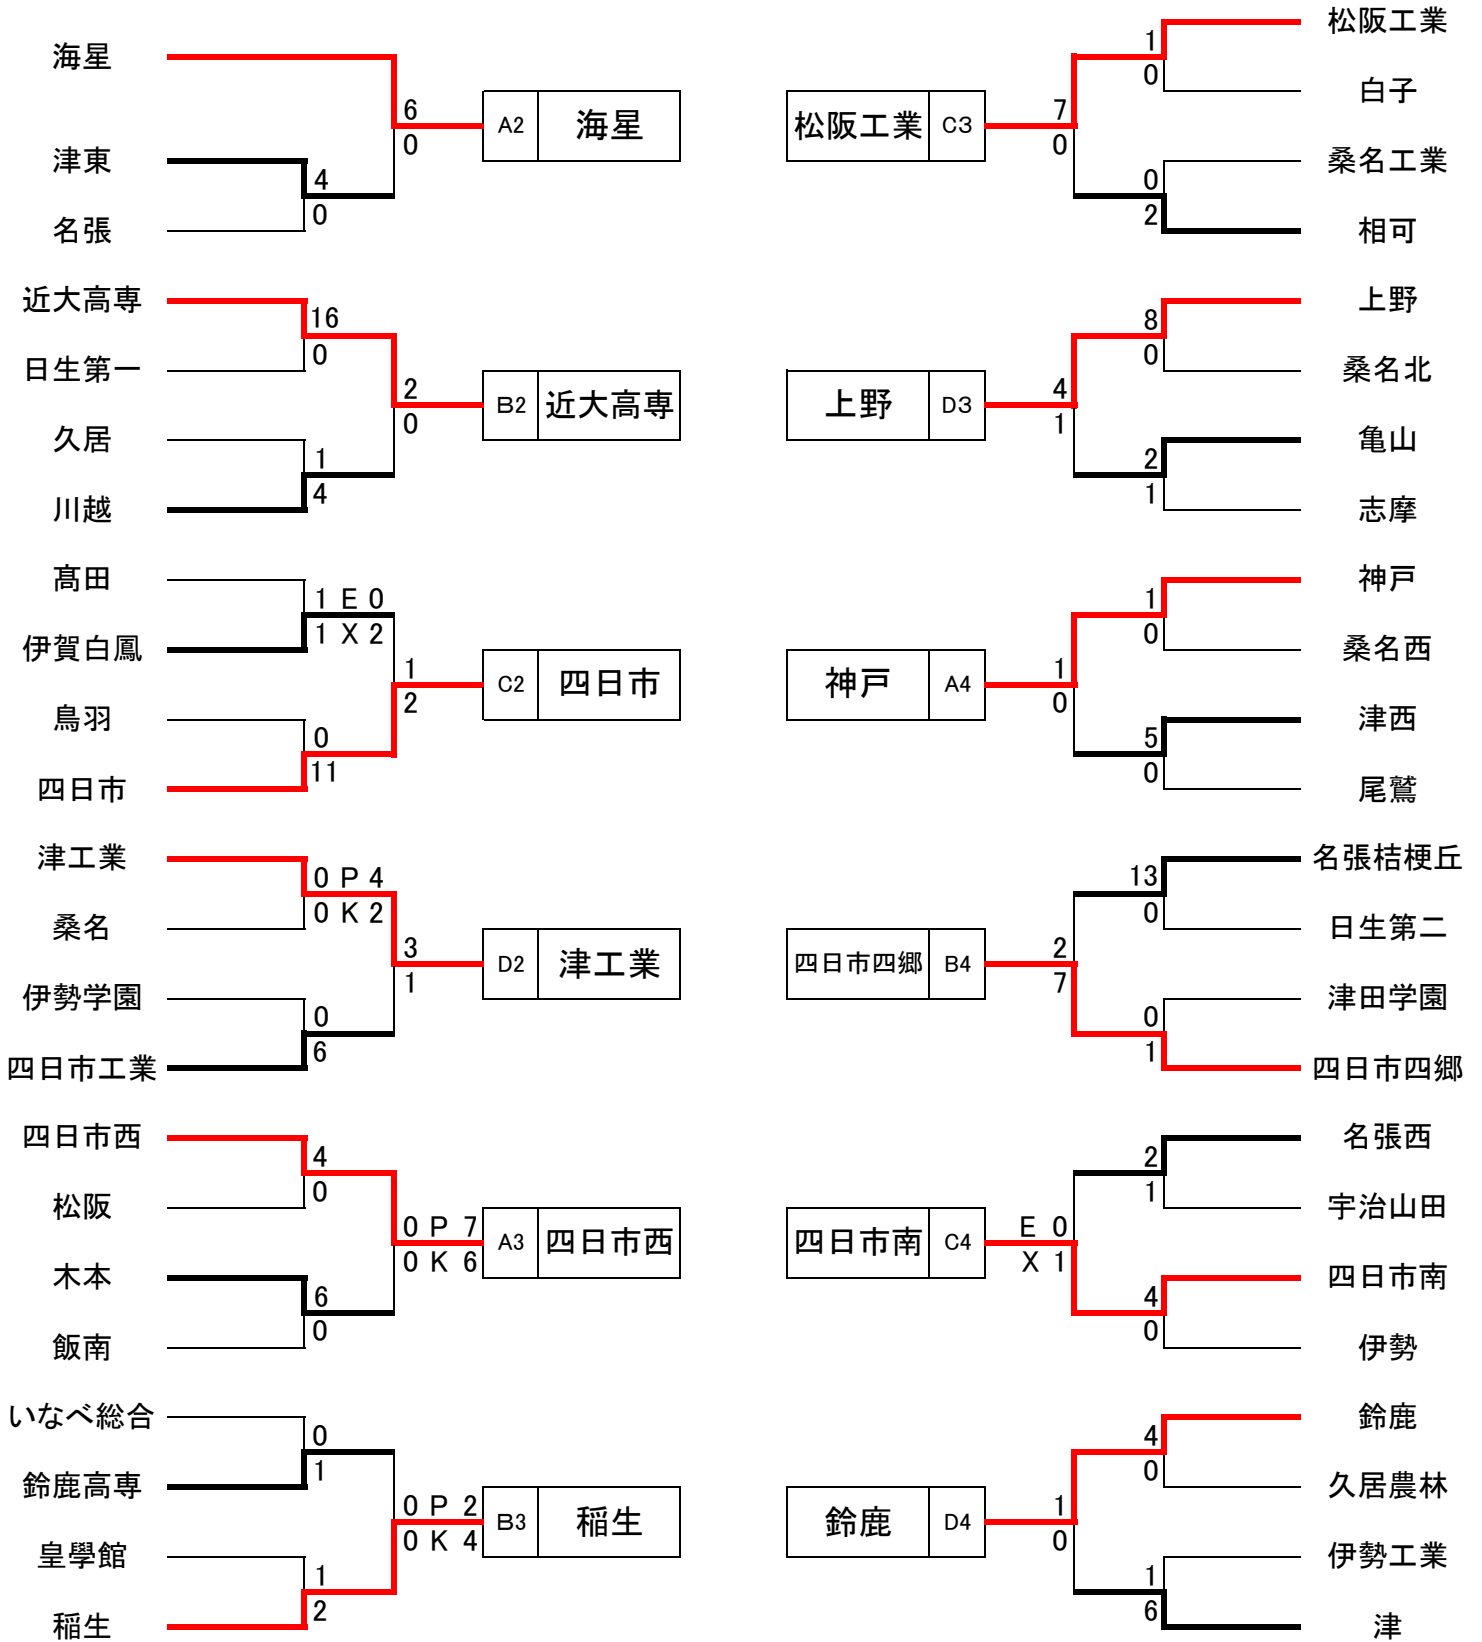 海星
津東
名張
6
0
4
0
A2 海星
近大高専
日生第一
久居
川越
16
0
1
4
2
0
B2 近大高専
髙田
伊賀白鳳
鳥羽
四日市
1 E 0
1 X 2
0
11
1
2
C2 四日市
津工業
桑名
伊勢学園
四日市工業
0 P 4
0 K 2
0
6
3
1
D2 津工業
四日市西
松阪
木本
飯南
4
0
6
0
0 P 7
0 K 6
A3 四日市西
いなべ総合
鈴鹿高専
皇學館
稲生
0
1
1
2
0 P 2
0 K 4
B3 稲生
松阪工業 C3
7
0
1
0
0
2
松阪工業
白子
桑名工業
相可
上野 D3
4
1
8
0
2
1
上野
桑名北
亀山
志摩
神戸 A4
1
0
1
0
5
0
神戸
桑名西
津西
尾鷲
四日市四郷 B4
2
7
13
0
0
1
名張桔梗丘
日生第二
津田学園
四日市四郷
四日市南 C4
E 0
X 1
2
1
4
0
名張西
宇治山田
四日市南
伊勢
鈴鹿 D4
1
0
4
0
1
6
鈴鹿
久居農林
伊勢工業
津